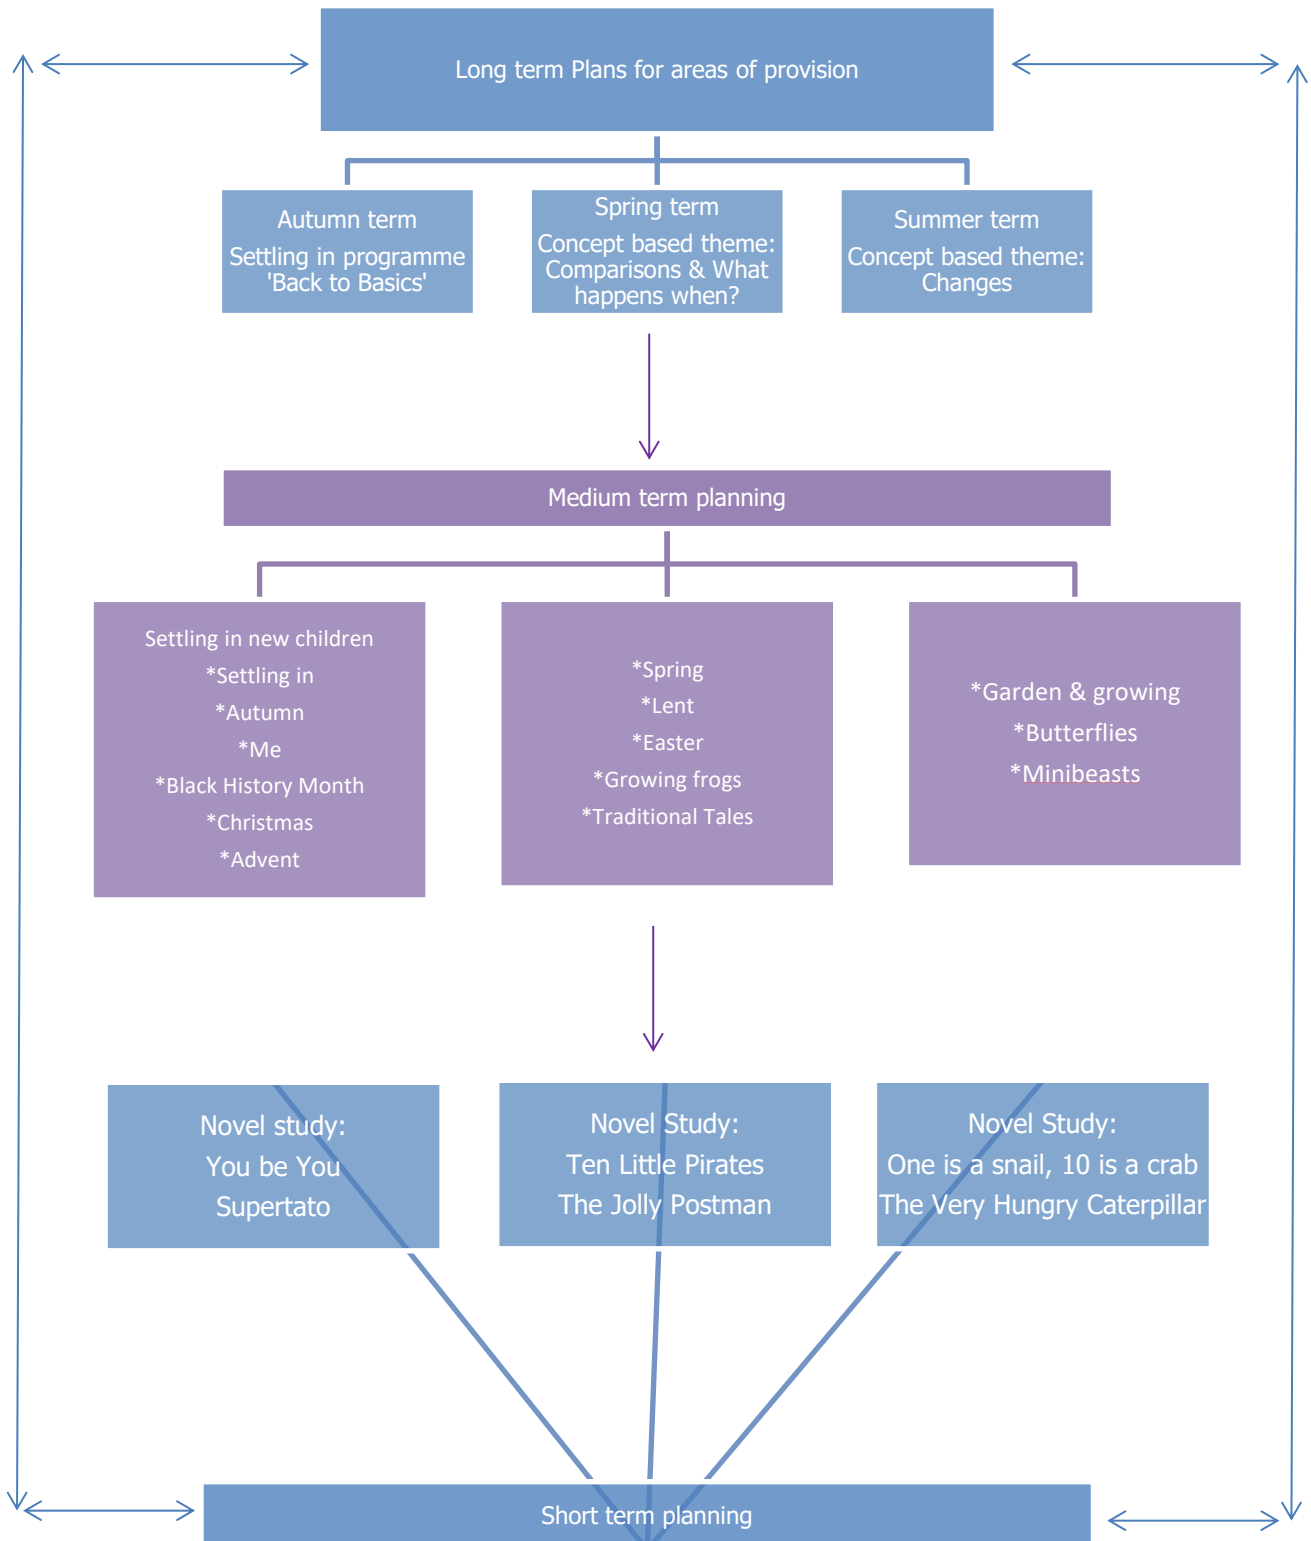 Long term Plans for areas of provision
Autumn term
Settling in programme
'Back to Basics'
Spring term
Concept based theme:
Comparisons & What
happens when?
Summer term
Concept based theme:
Changes
Medium term planning
Settling in new children
*Settling in
*Autumn
*Me
*Black History Month
*Christmas
*Advent
*Spring
*Lent
*Easter
*Growing frogs
*Traditional Tales
*Garden & growing
*Butterflies
*Minibeasts
Novel study:
You be You
Supertato
Novel Study:
Ten Little Pirates
The Jolly Postman
Novel Study:
One is a snail, 10 is a crab
The Very Hungry Caterpillar
Short term planning